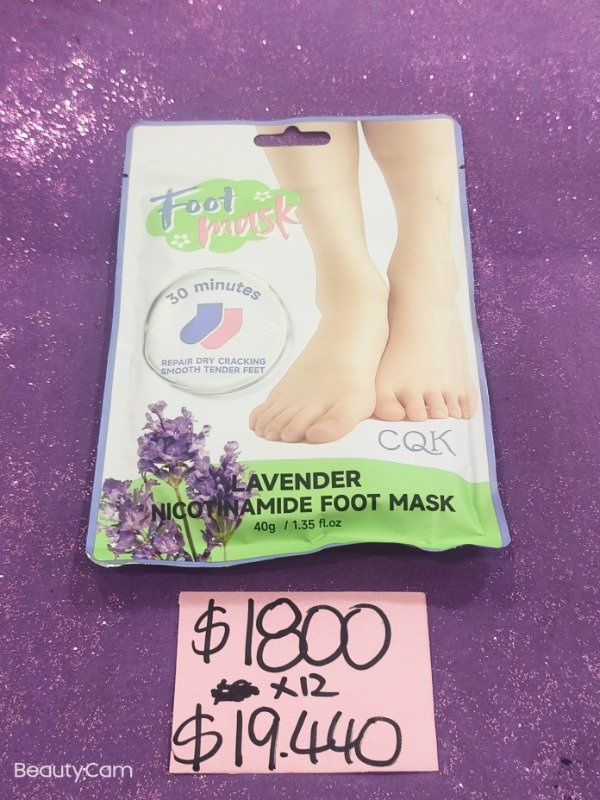 Foot
mask
30 minutes
REPAIR DRY CRACKING
SMOOTH TENDER FEET
CQK
LAVENDER
NICOTINAMIDE FOOT MASK
40g / 1.35 fl.oz
$1800
X12
$19.440
BeautyCam